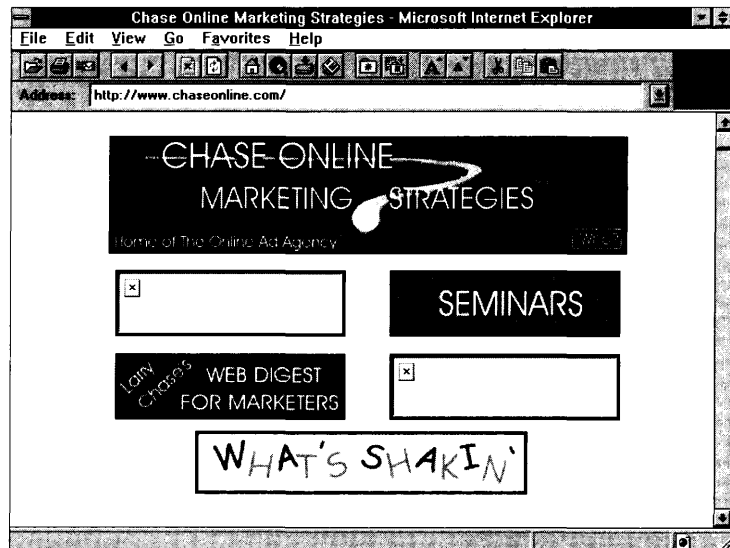 Chase Online Marketing Strategies - Microsoft Internet Explorer
File Edit View Go Favorites Help
Address: http://www.chaseonline.com/
CHASE ONLINE
MARKETING STRATEGIES
Home of The Online Ad Agency
SEMINARS
Larry Chase's
WEB DIGEST
FOR MARKETERS
WHAT'S SHAKIN'